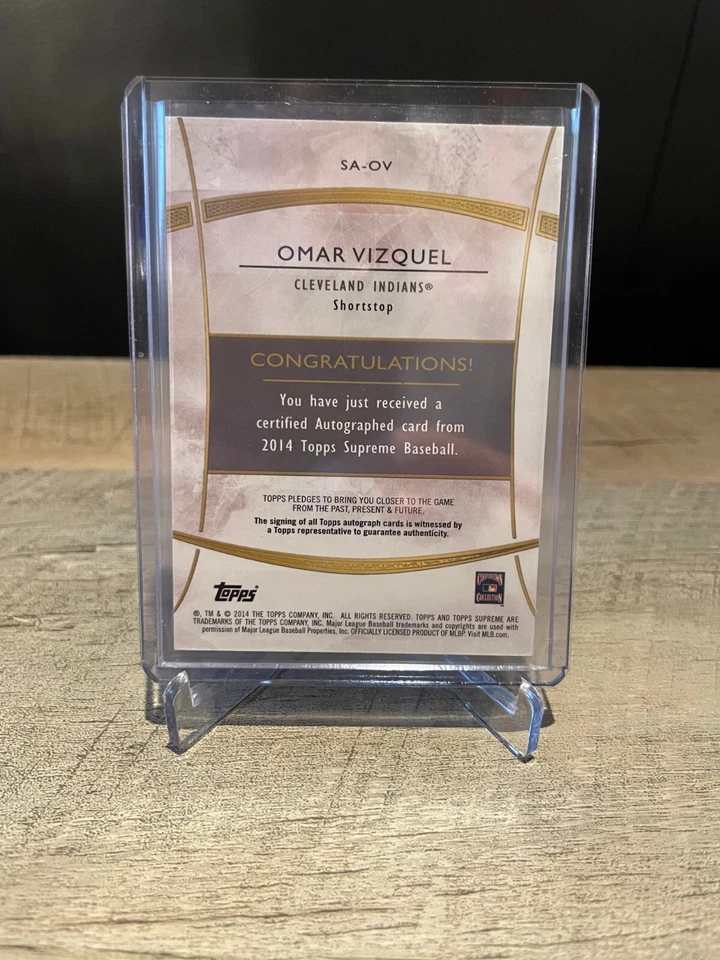 SA-OV
OMAR VIZQUEL
CLEVELAND INDIANS®
Shortstop
CONGRATULATIONS!
You have just received a
certified Autographed card from
2014 Topps Supreme Baseball.
TOPPS PLEDGES TO BRING YOU CLOSER TO THE GAME
FROM THE PAST, PRESENT & FUTURE.
The signing of all Topps autograph cards is witnessed by
a Topps representative to guarantee authenticity.
Topps®
COOPERSTOWN
COLLECTION
®, TM & © 2014 THE TOPPS COMPANY, INC. ALL RIGHTS RESERVED. TOPPS AND TOPPS SUPREME ARE
TRADEMARKS OF THE TOPPS COMPANY, INC. Major League Baseball trademarks and copyrights are used with
permission of Major League Baseball Properties, Inc. OFFICIALLY LICENSED PRODUCT OF MLBP. Visit MLB.com.